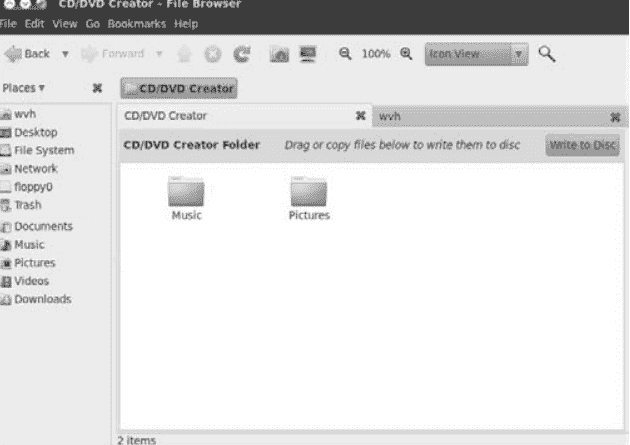 CD/DVD Creator - File Browser
File Edit View Go Bookmarks Help
Back Forward 100% Icon View
Places CD/DVD Creator
CD/DVD Creator wvh
CD/DVD Creator Folder Drag or copy files below to write them to disc Write to Disc
wvh
Desktop
File System
Network
floppy0
Trash
Documents
Music
Pictures
Videos
Downloads
Music Pictures
2 items